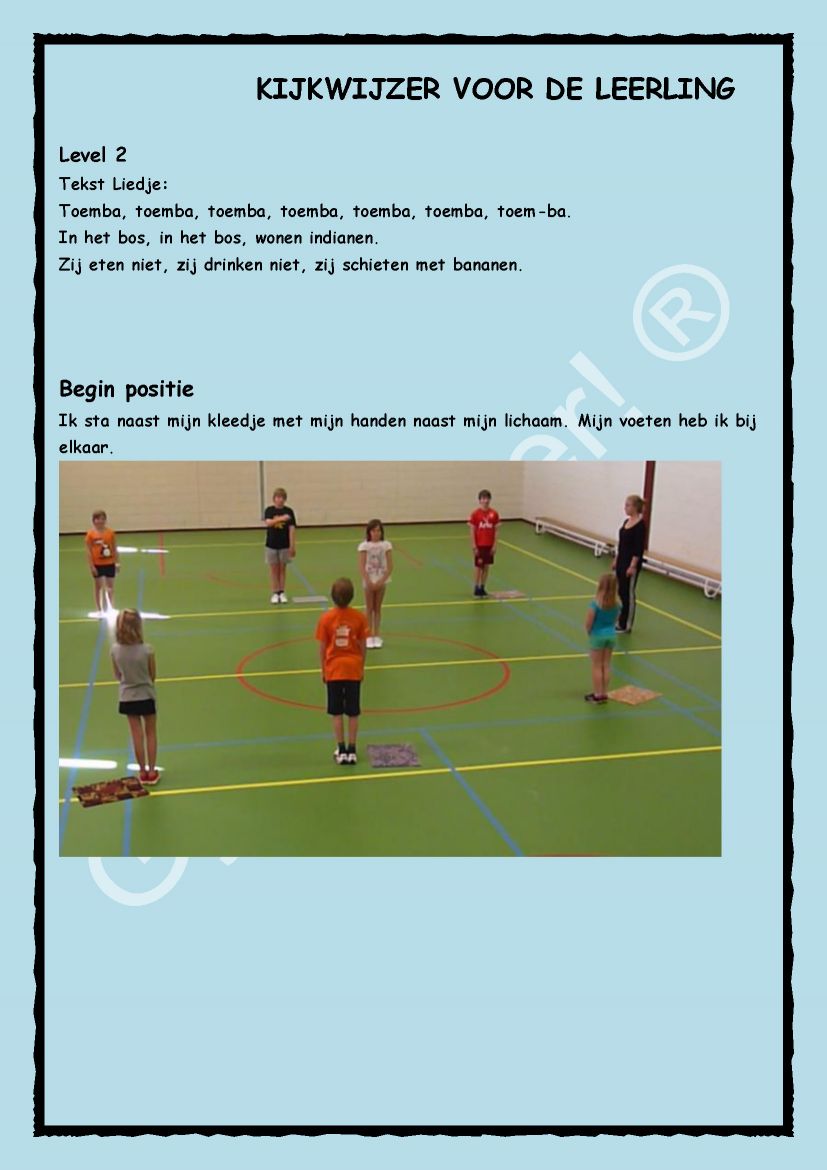 KIJKWIJZER VOOR DE LEERLING
Level 2
Tekst Liedje:
Toemba, toemba, toemba, toemba, toemba, toemba, toem-ba.
In het bos, in het bos, wonen indianen.
Zij eten niet, zij drinken niet, zij schieten met bananen.
Begin positie
Ik sta naast mijn kleedje met mijn handen naast mijn lichaam. Mijn voeten heb ik bij
elkaar.
er! ®